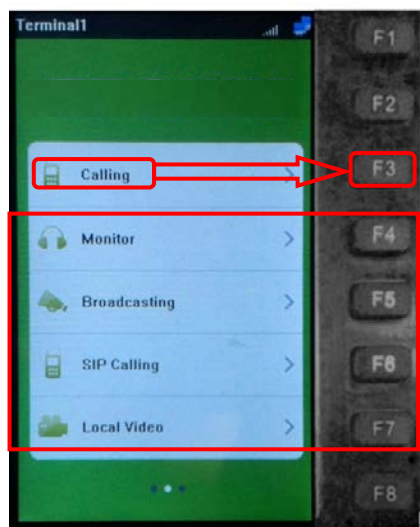 Terminal1
F1
F2
Calling F3
Monitor F4
Broadcasting F5
SIP Calling F6
Local Video F7
F8